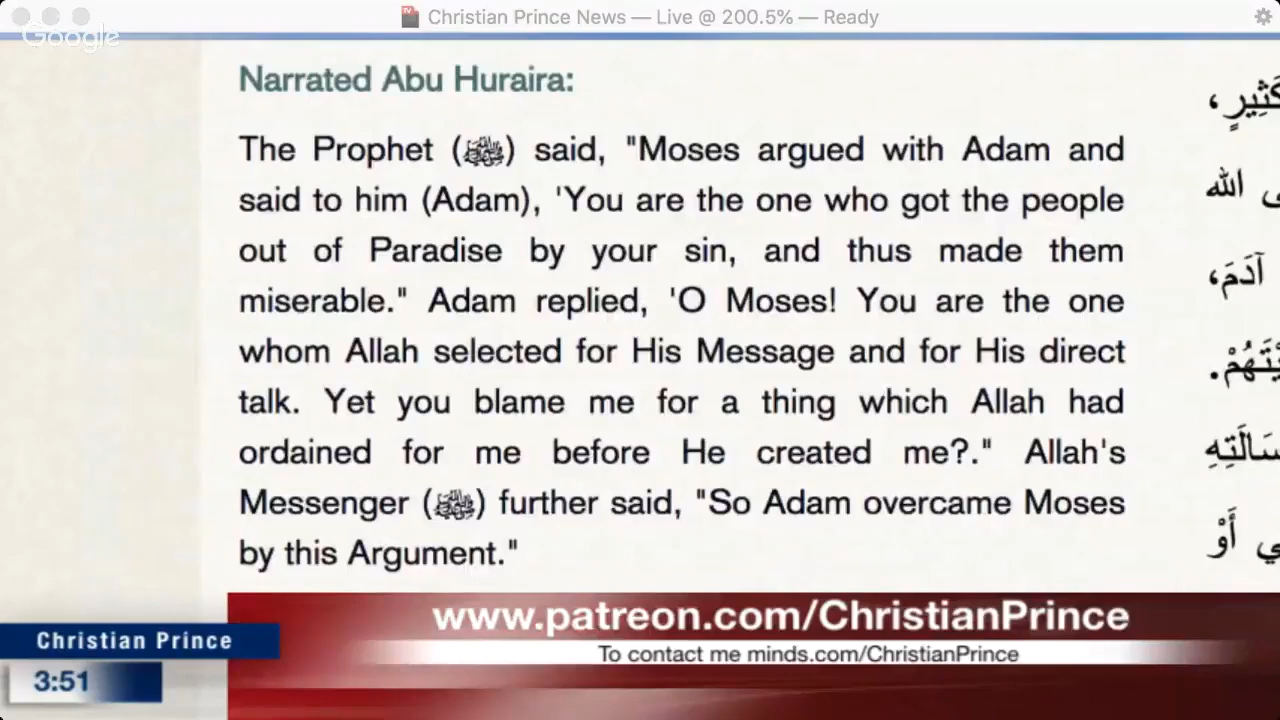 Christian Prince News — Live @ 200.5% — Ready
Google
Narrated Abu Huraira:
The Prophet (ﷺ) said, "Moses argued with Adam and
said to him (Adam), 'You are the one who got the people
out of Paradise by your sin, and thus made them
miserable." Adam replied, 'O Moses! You are the one
whom Allah selected for His Message and for His direct
talk. Yet you blame me for a thing which Allah had
ordained for me before He created me?." Allah's
Messenger (ﷺ) further said, "So Adam overcame Moses
by this Argument."
الله
آدَمَ،
www.patreon.com/ChristianPrince
To contact me minds.com/ChristianPrince
Christian Prince
3:51